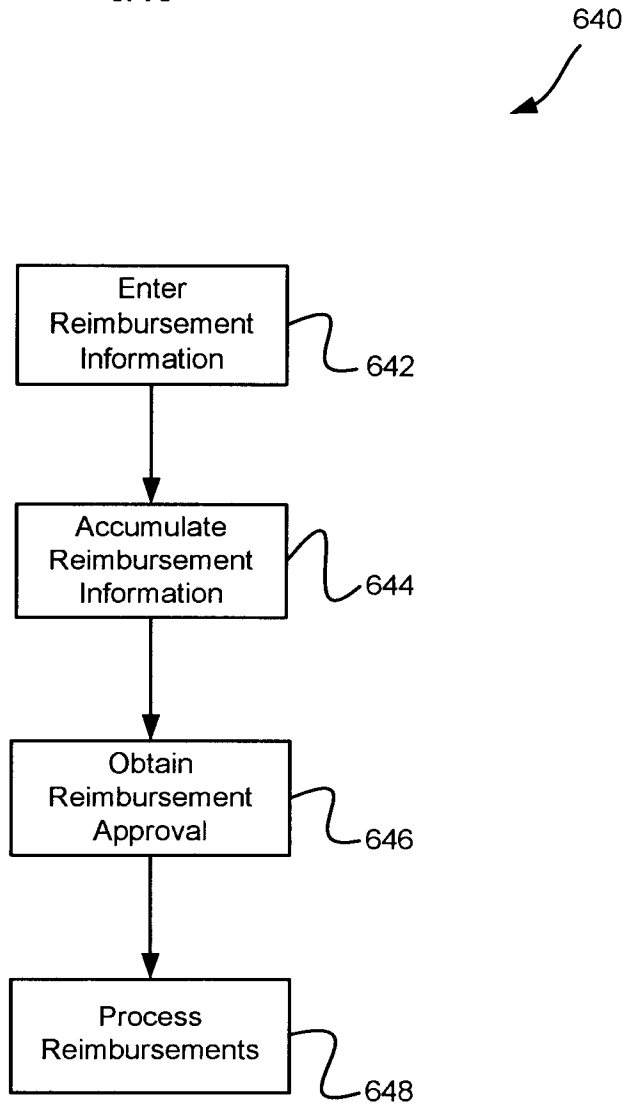 640
Enter
Reimbursement
Information
642
Accumulate
Reimbursement
Information
644
Obtain
Reimbursement
Approval
646
Process
Reimbursements
648